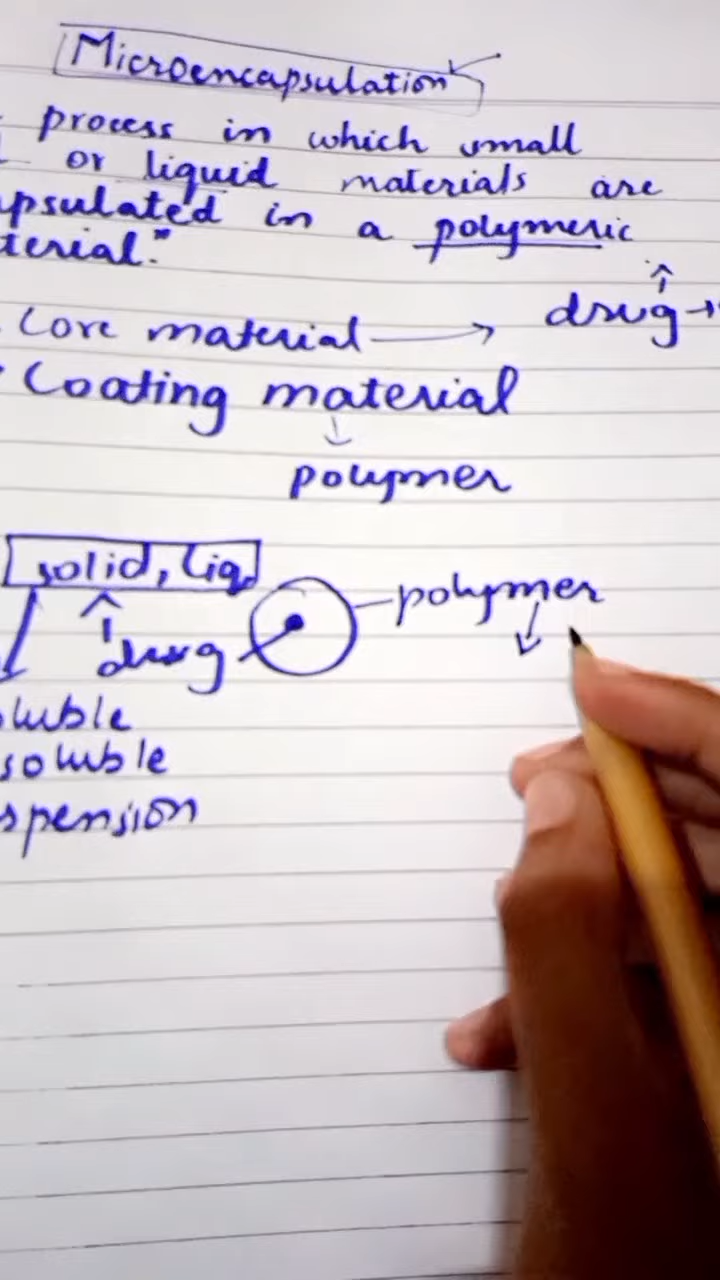 Microencapsulation
process in which small
or liquid materials are
psulated in a polymeric
terial."
drug →
Core material →
Coating material
polymer
solid, Liq.
polymer
drug
oluble
soluble
spension